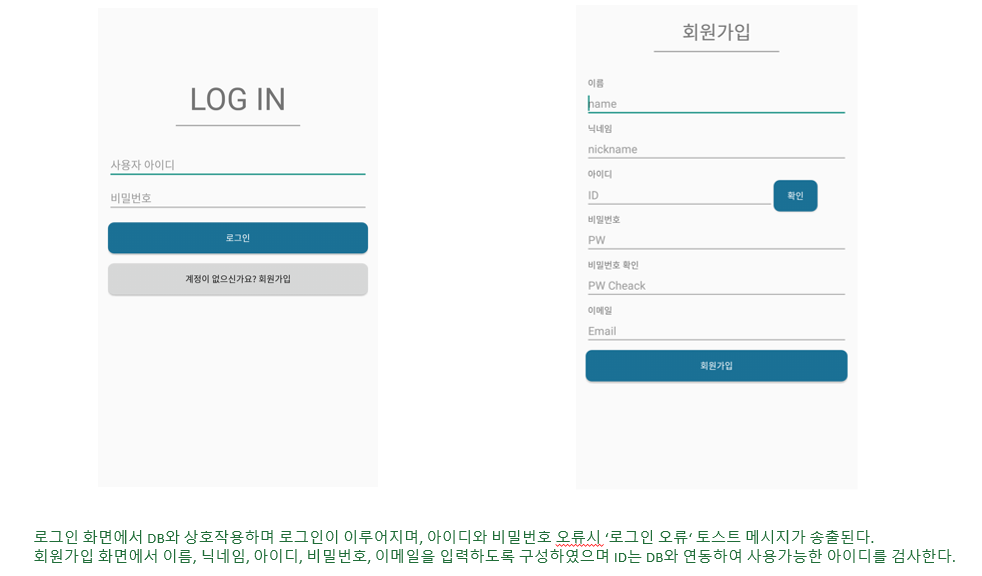 LOG IN
사용자 아이디
비밀번호
로그인
계정이 없으신가요? 회원가입
회원가입
이름
name
닉네임
nickname
아이디
ID
확인
비밀번호
PW
비밀번호 확인
PW Cheack
이메일
Email
회원가입
로그인 화면에서 DB와 상호작용하며 로그인이 이루어지며, 아이디와 비밀번호 오류시 ‘로그인 오류‘ 토스트 메시지가 송출된다.
회원가입 화면에서 이름, 닉네임, 아이디, 비밀번호, 이메일을 입력하도록 구성하였으며 ID는 DB와 연동하여 사용가능한 아이디를 검사한다.